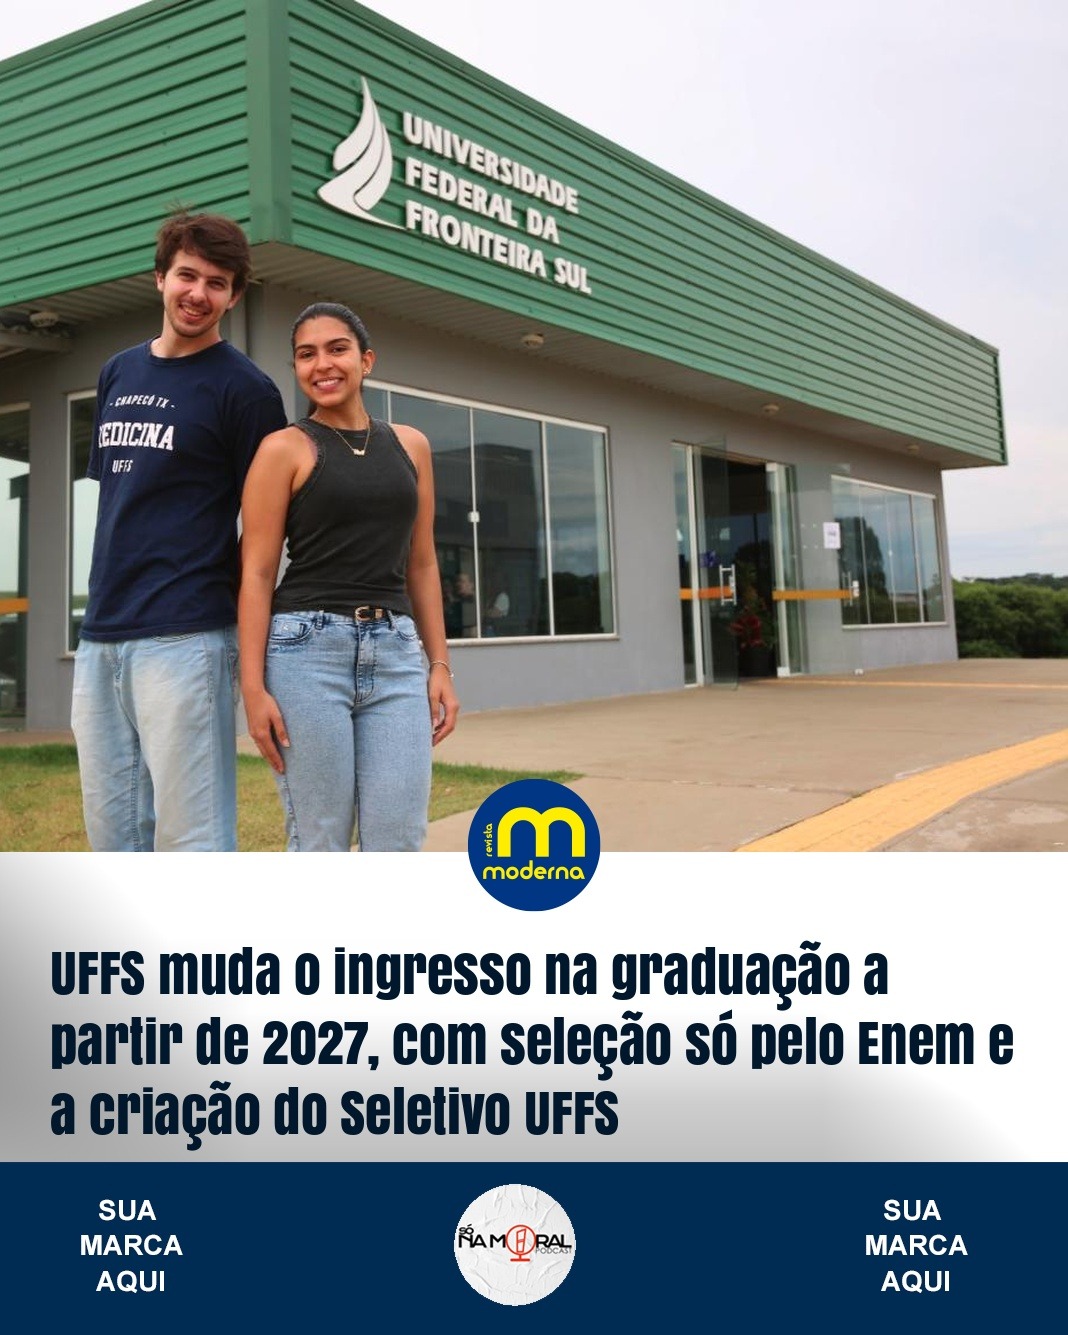 UNIVERSIDADE
FEDERAL DA
FRONTEIRA SUL
- CHAPECÓ TX -
MEDICINA
UFFS
revista
moderna
UFFS muda o ingresso na graduação a
partir de 2027, com seleção só pelo Enem e
a criação do Seletivo UFFS
SUA
MARCA
AQUI
SÓ
NA MORAL
PODCAST
SUA
MARCA
AQUI